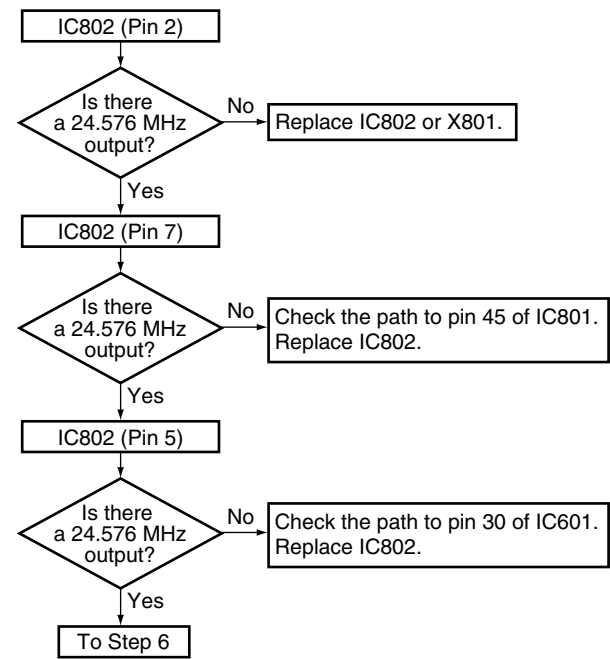 IC802 (Pin 2)
Is there
a 24.576 MHz
output?
No
Replace IC802 or X801.
Yes
IC802 (Pin 7)
Is there
a 24.576 MHz
output?
No
Check the path to pin 45 of IC801.
Replace IC802.
Yes
IC802 (Pin 5)
Is there
a 24.576 MHz
output?
No
Check the path to pin 30 of IC601.
Replace IC802.
Yes
To Step 6